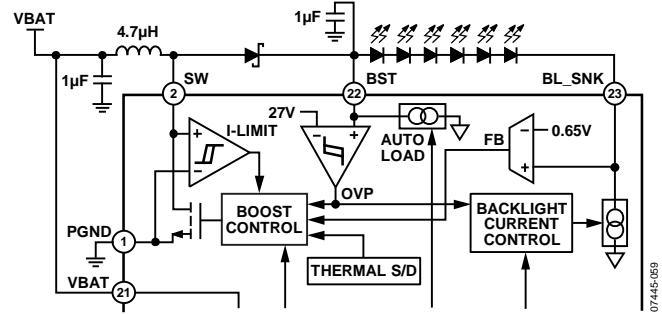 VBAT
4.7µH
1µF
1µF
SW
BST
BL_SNK
2
22
23
27V
I-LIMIT
AUTO
LOAD
FB
0.65V
+
–
–
+
–
+
OVP
PGND
1
BOOST
CONTROL
BACKLIGHT
CURRENT
CONTROL
THERMAL S/D
VBAT
21
07445-059